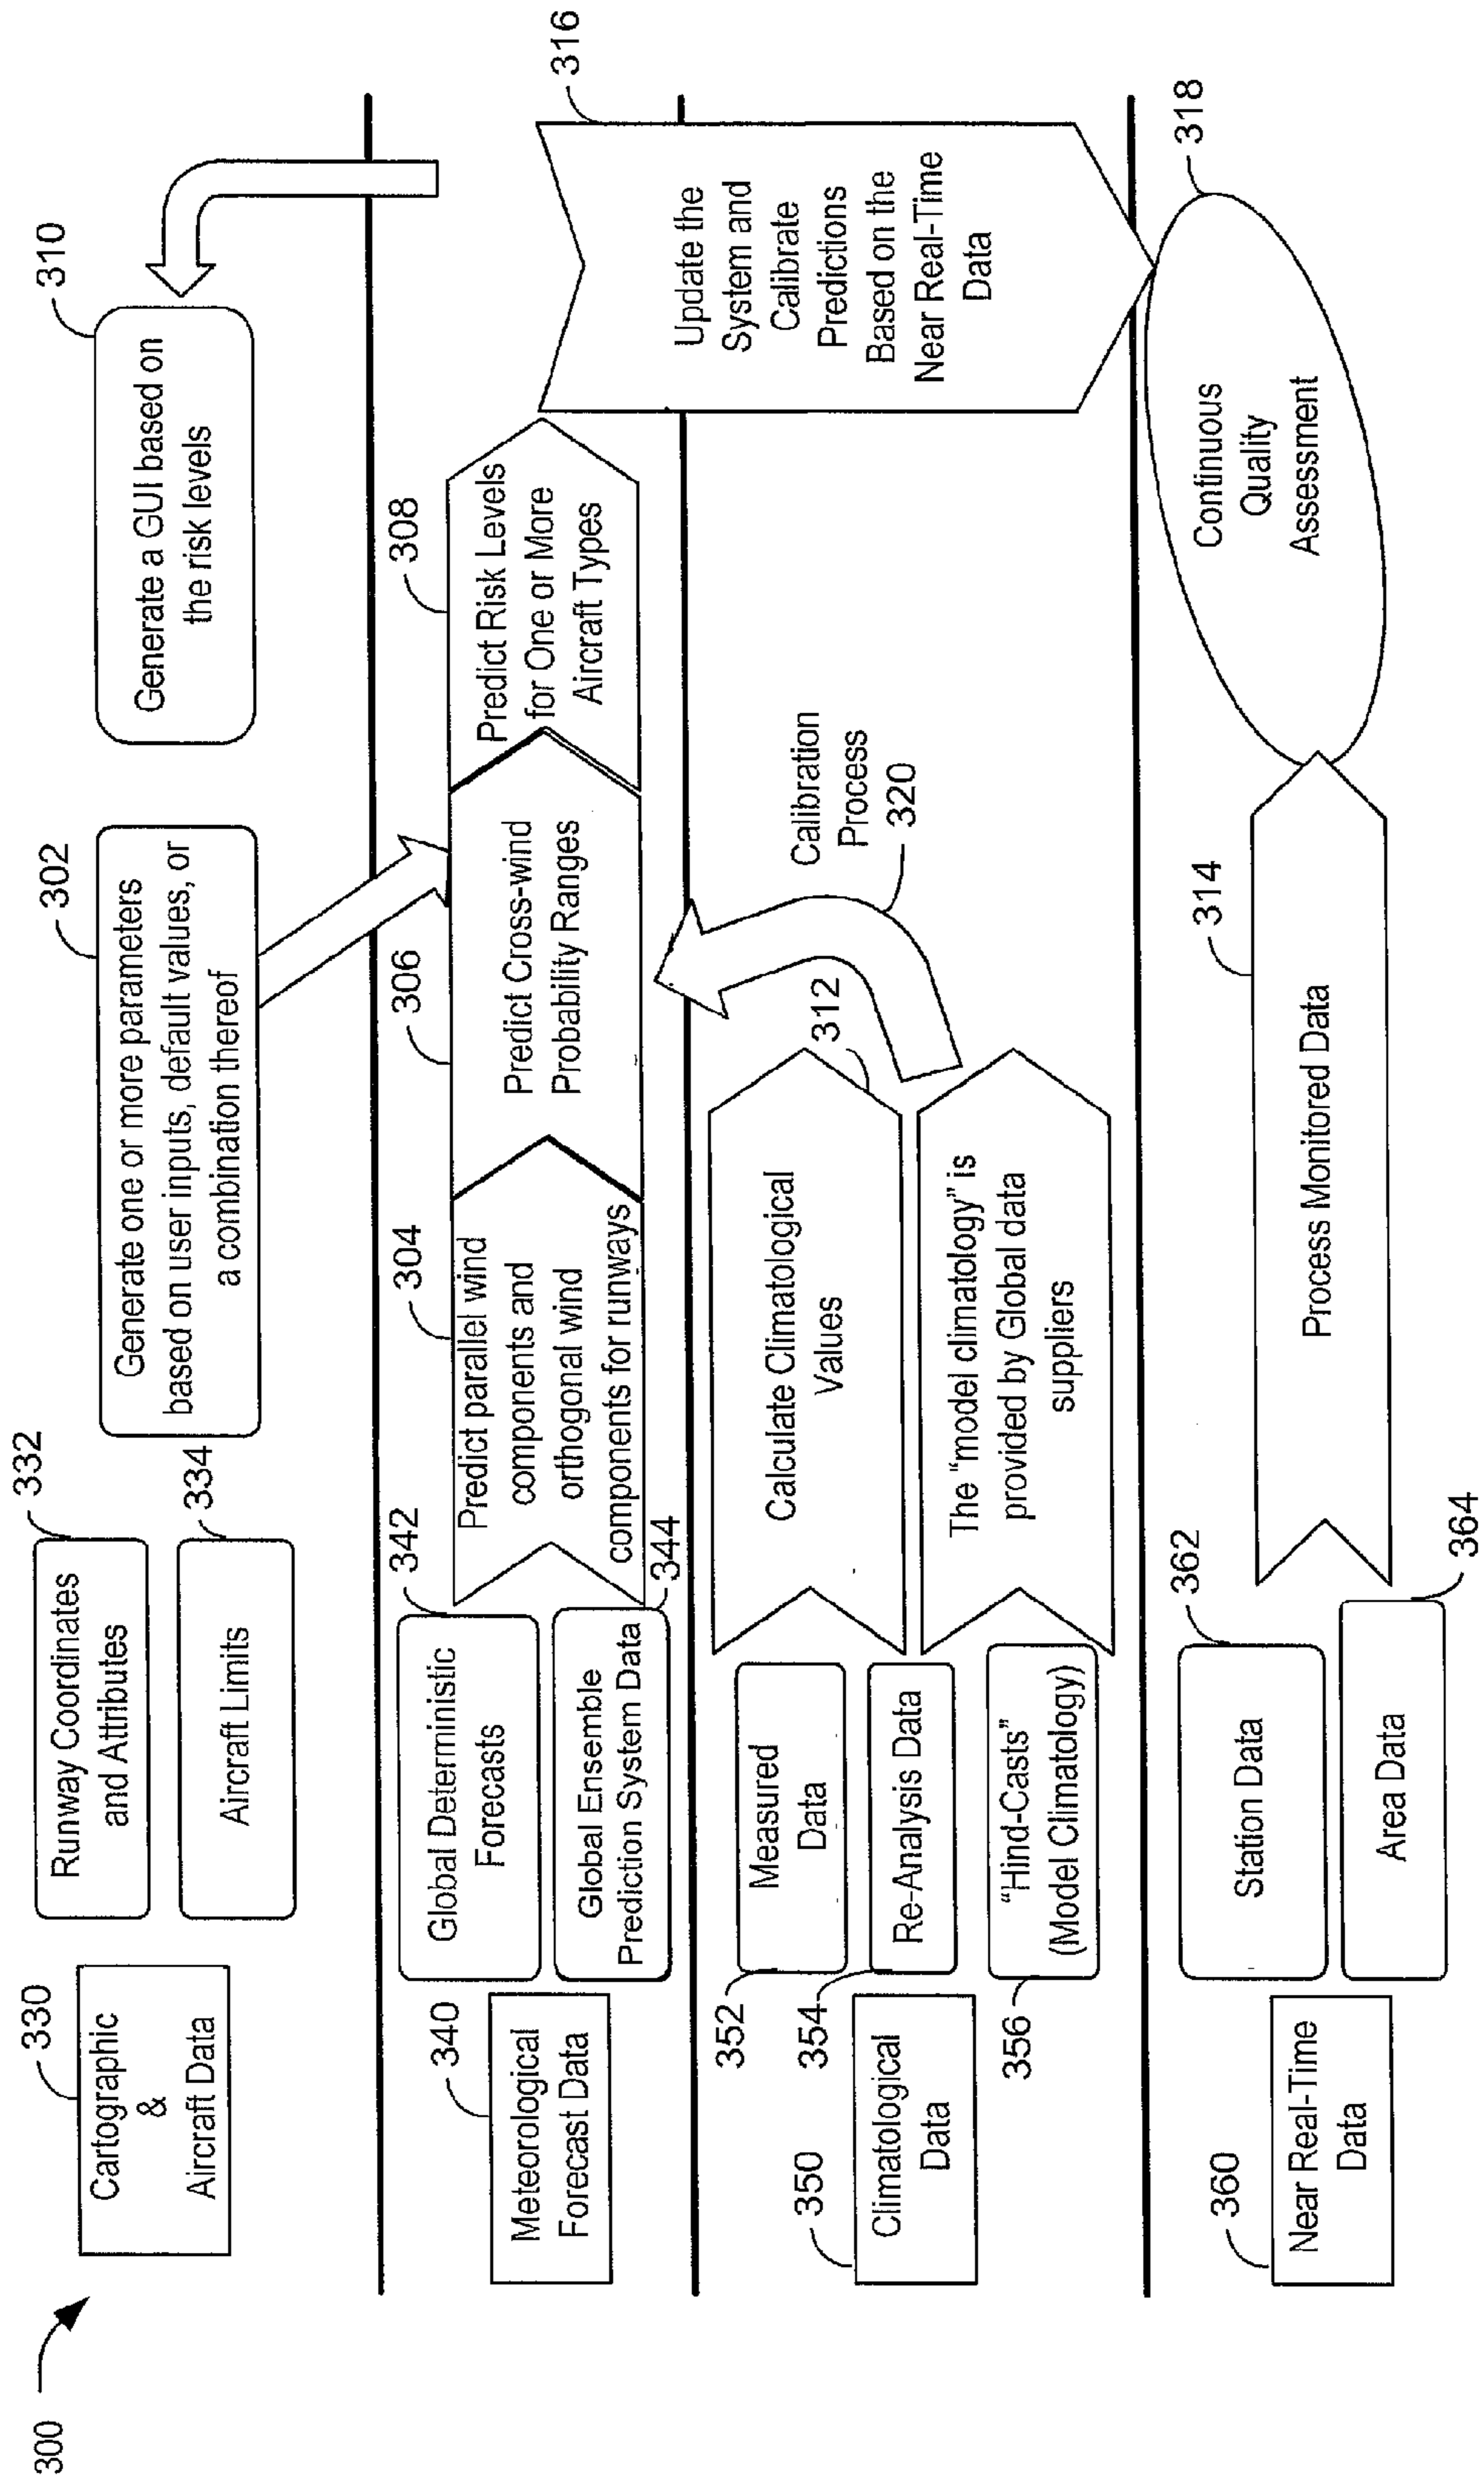 300
330
Cartographic
&
Aircraft Data
332
Runway Coordinates
and Attributes
334
Aircraft Limits
302
Generate one or more parameters
based on user inputs, default values, or
a combination thereof
310
Generate a GUI based on
the risk levels
340
Meteorological
Forecast Data
342
Global Deterministic
Forecasts
344
Global Ensemble
Prediction System Data
304
Predict parallel wind
components and
orthogonal wind
components for runways
306
Predict Cross-wind
Probability Ranges
308
Predict Risk Levels
for One or More
Aircraft Types
316
Update the
System and
Calibrate
Predictions
Based on the
Near Real-Time
Data
350
Climatological
Data
352
Measured
Data
354
Re-Analysis Data
356
“Hind-Casts”
(Model Climatology)
312
Calculate Climatological
Values
The “model climatology” is
provided by Global data
suppliers
Calibration
Process
320
360
Near Real-Time
Data
362
Station Data
364
Area Data
314
Process Monitored Data
318
Continuous
Quality
Assessment